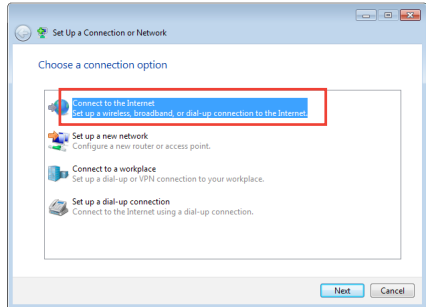 Set Up a Connection or Network
Choose a connection option
Connect to the Internet
Set up a wireless, broadband, or dial-up connection to the Internet.
Set up a new network
Configure a new router or access point.
Connect to a workplace
Set up a dial-up or VPN connection to your workplace.
Set up a dial-up connection
Connect to the Internet using a dial-up connection.
Next Cancel